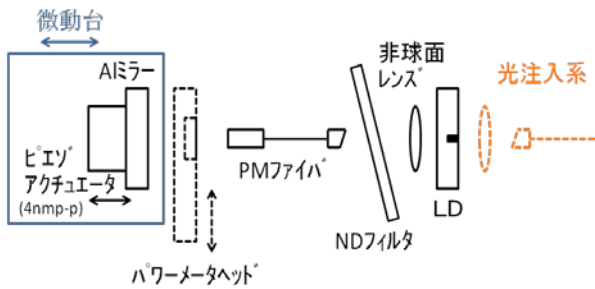 微動台
Alミラー
ピエゾ
アクチュエータ
(4nmp-p)
パワーメータヘッド
PMファイバ
非球面
レンズ
NDフィルタ
LD
光注入系